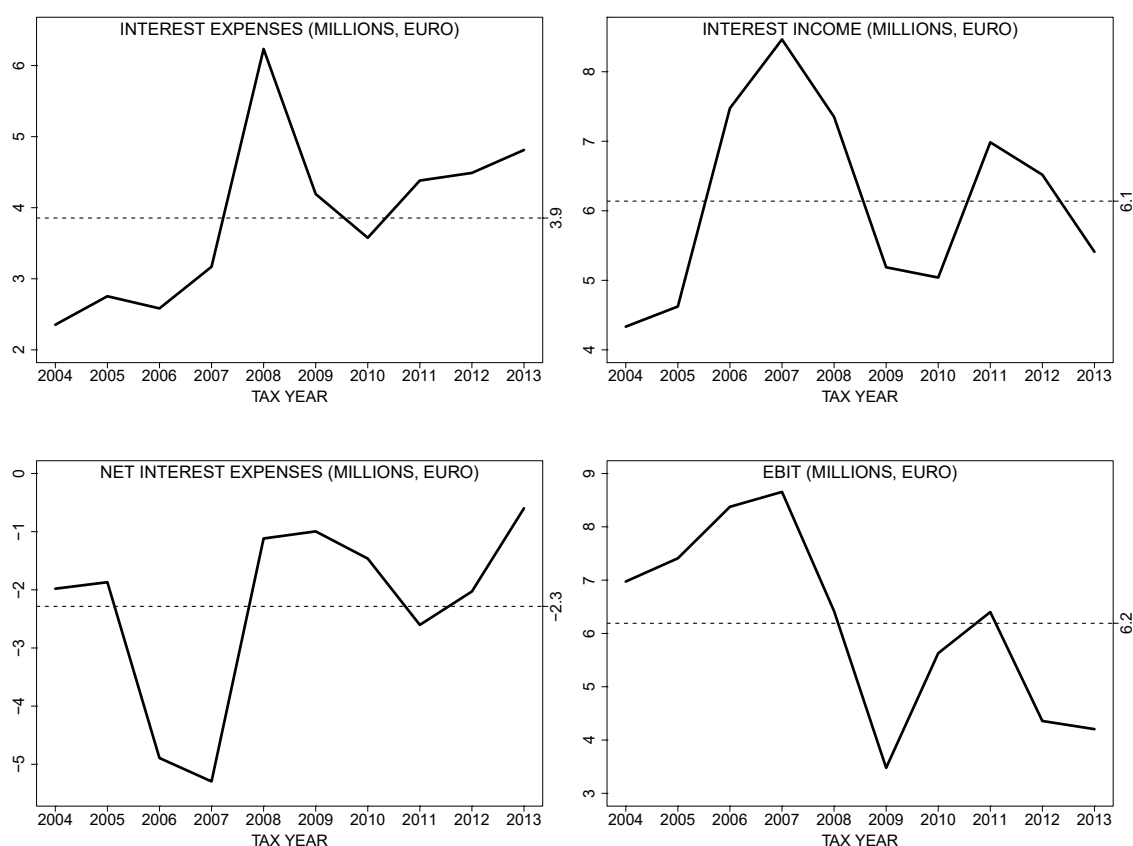 INTEREST EXPENSES (MILLIONS, EURO)
6
5
4
3
2
3.9
2004 2005 2006 2007 2008 2009 2010 2011 2012 2013
TAX YEAR
INTEREST INCOME (MILLIONS, EURO)
8
7
6
5
4
6.1
2004 2005 2006 2007 2008 2009 2010 2011 2012 2013
TAX YEAR
NET INTEREST EXPENSES (MILLIONS, EURO)
0
−1
−2
−3
−4
−5
−2.3
2004 2005 2006 2007 2008 2009 2010 2011 2012 2013
TAX YEAR
EBIT (MILLIONS, EURO)
9
8
7
6
5
4
3
6.2
2004 2005 2006 2007 2008 2009 2010 2011 2012 2013
TAX YEAR